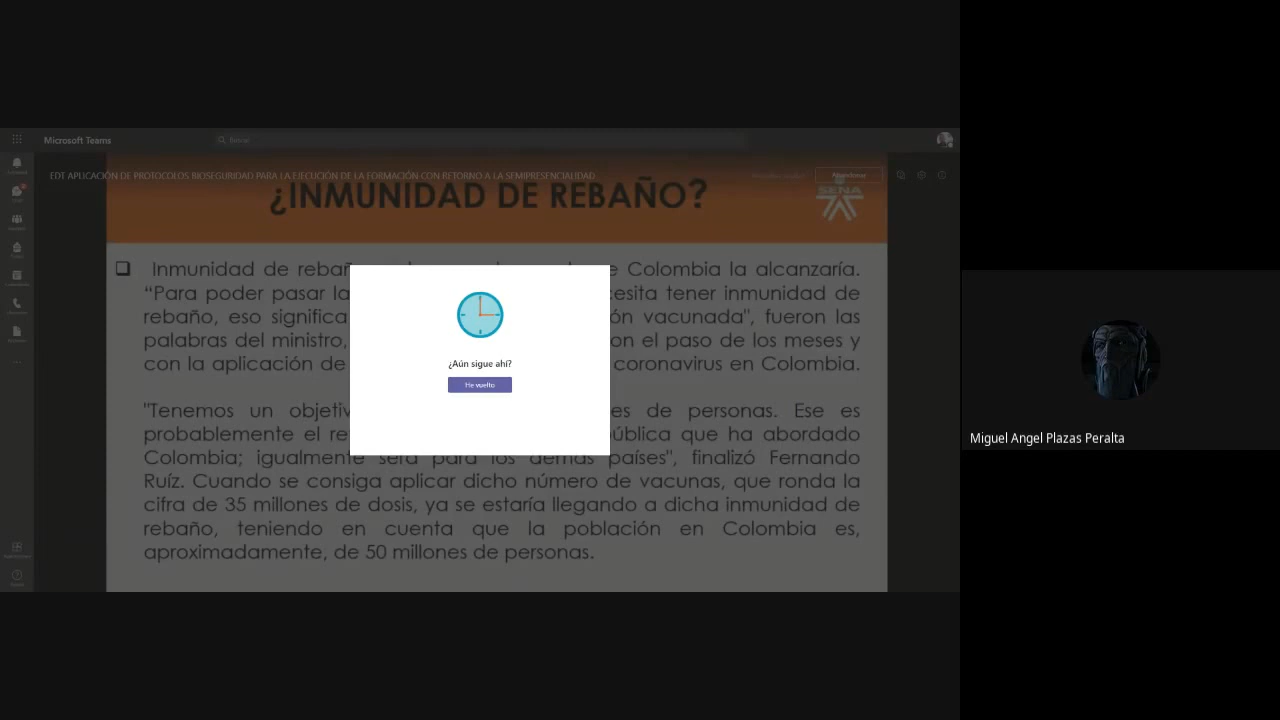 Microsoft Teams
Buscar
EDT APLICACIÓN DE PROTOCOLOS BIOSEGURIDAD PARA LA EJECUCIÓN DE LA FORMACIÓN CON RETORNO A LA SEMIPRESENCIALIDAD
Abandonar
¿INMUNIDAD DE REBAÑO?
SENA
Inmunidad de rebañ e Colombia la alcanzaría.
“Para poder pasar la cesita tener inmunidad de
rebaño, eso significa ón vacunada", fueron las
palabras del ministro, on el paso de los meses y
con la aplicación de coronavirus en Colombia.
¿Aún sigue ahí?
He vuelto
"Tenemos un objetiv es de personas. Ese es
probablemente el re ública que ha abordado
Colombia; igualmente será para los demás países", finalizó Fernando
Ruíz. Cuando se consiga aplicar dicho número de vacunas, que ronda la
cifra de 35 millones de dosis, ya se estaría llegando a dicha inmunidad de
rebaño, teniendo en cuenta que la población en Colombia es,
aproximadamente, de 50 millones de personas.
Miguel Angel Plazas Peralta